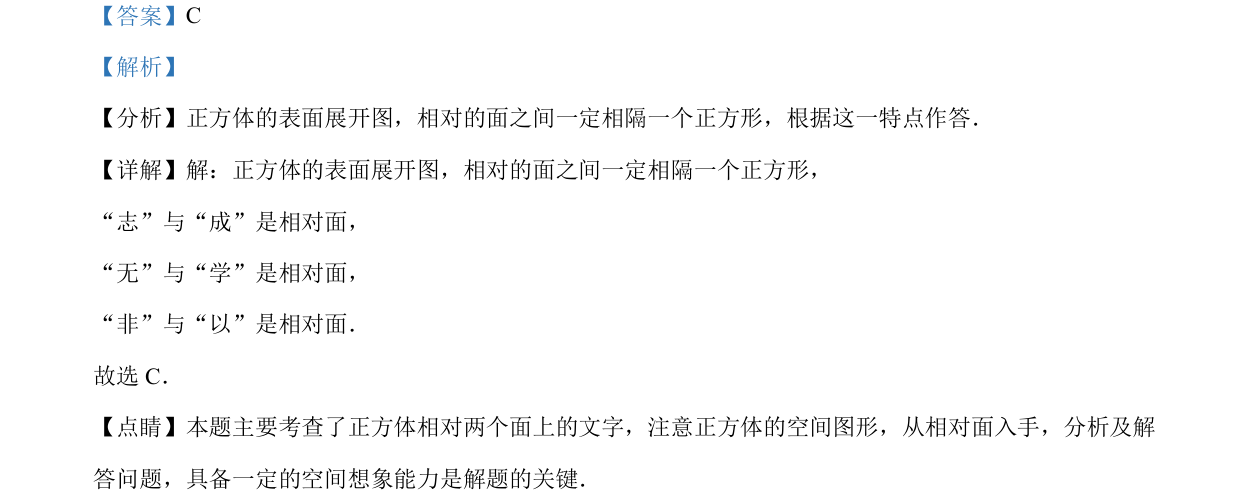 【答案】C
【解析】
【分析】正方体的表面展开图，相对的面之间一定相隔一个正方形，根据这一特点作答．
【详解】解：正方体的表面展开图，相对的面之间一定相隔一个正方形，
“志”与“成”是相对面，
“无”与“学”是相对面，
“非”与“以”是相对面．
故选 C．
【点睛】本题主要考查了正方体相对两个面上的文字，注意正方体的空间图形，从相对面入手，分析及解
答问题，具备一定的空间想象能力是解题的关键．